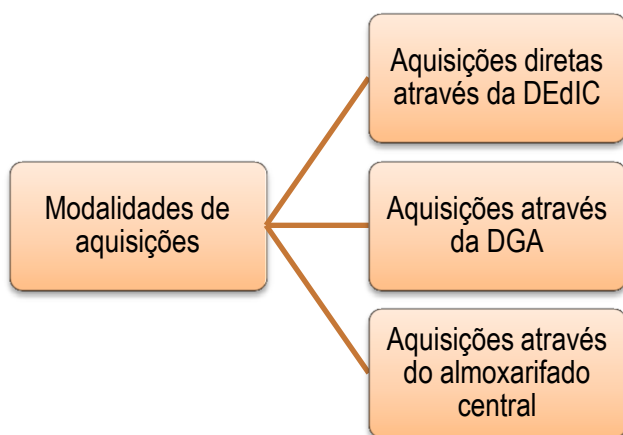 Modalidades de
aquisições
Aquisições diretas
através da DEdIC
Aquisições através
da DGA
Aquisições através
do almoxarifado
central